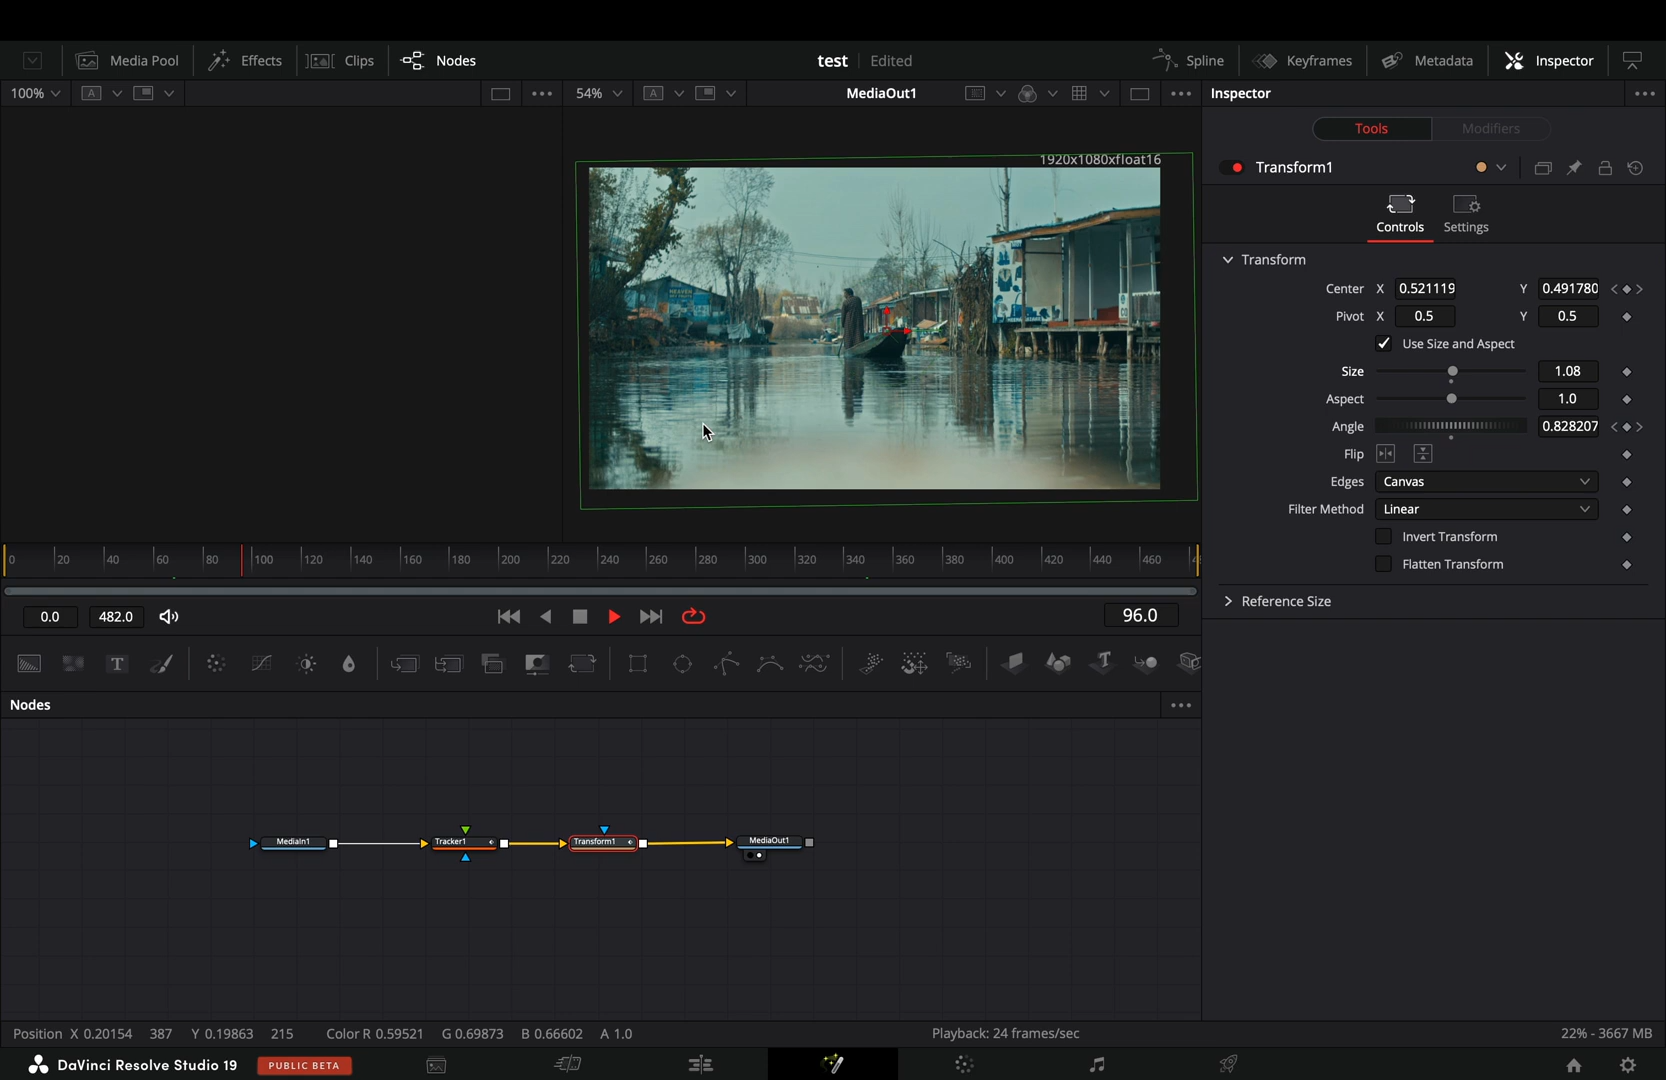 Media Pool Effects Clips Nodes test Edited Spline Keyframes Metadata Inspector
100% A 54% A MediaOut1 Inspector
Tools Modifiers
1920x1080xfloat16
Transform1
Controls Settings
Transform
Center X 0.521119 Y 0.491780
Pivot X 0.5 Y 0.5
Use Size and Aspect
Size 1.08
Aspect 1.0
Angle 0.828207
Flip
Edges Canvas
Filter Method Linear
Invert Transform
Flatten Transform
Reference Size
0 20 40 60 80 100 120 140 160 180 200 220 240 260 280 300 320 340 360 380 400 420 440 460
0.0 482.0 96.0
T T
Nodes
MediaIn1 Tracker1 Transform1 MediaOut1
Position X 0.20154 387 Y 0.19863 215 Color R 0.59521 G 0.69873 B 0.66602 A 1.0 Playback: 24 frames/sec 22% - 3667 MB
DaVinci Resolve Studio 19 PUBLIC BETA